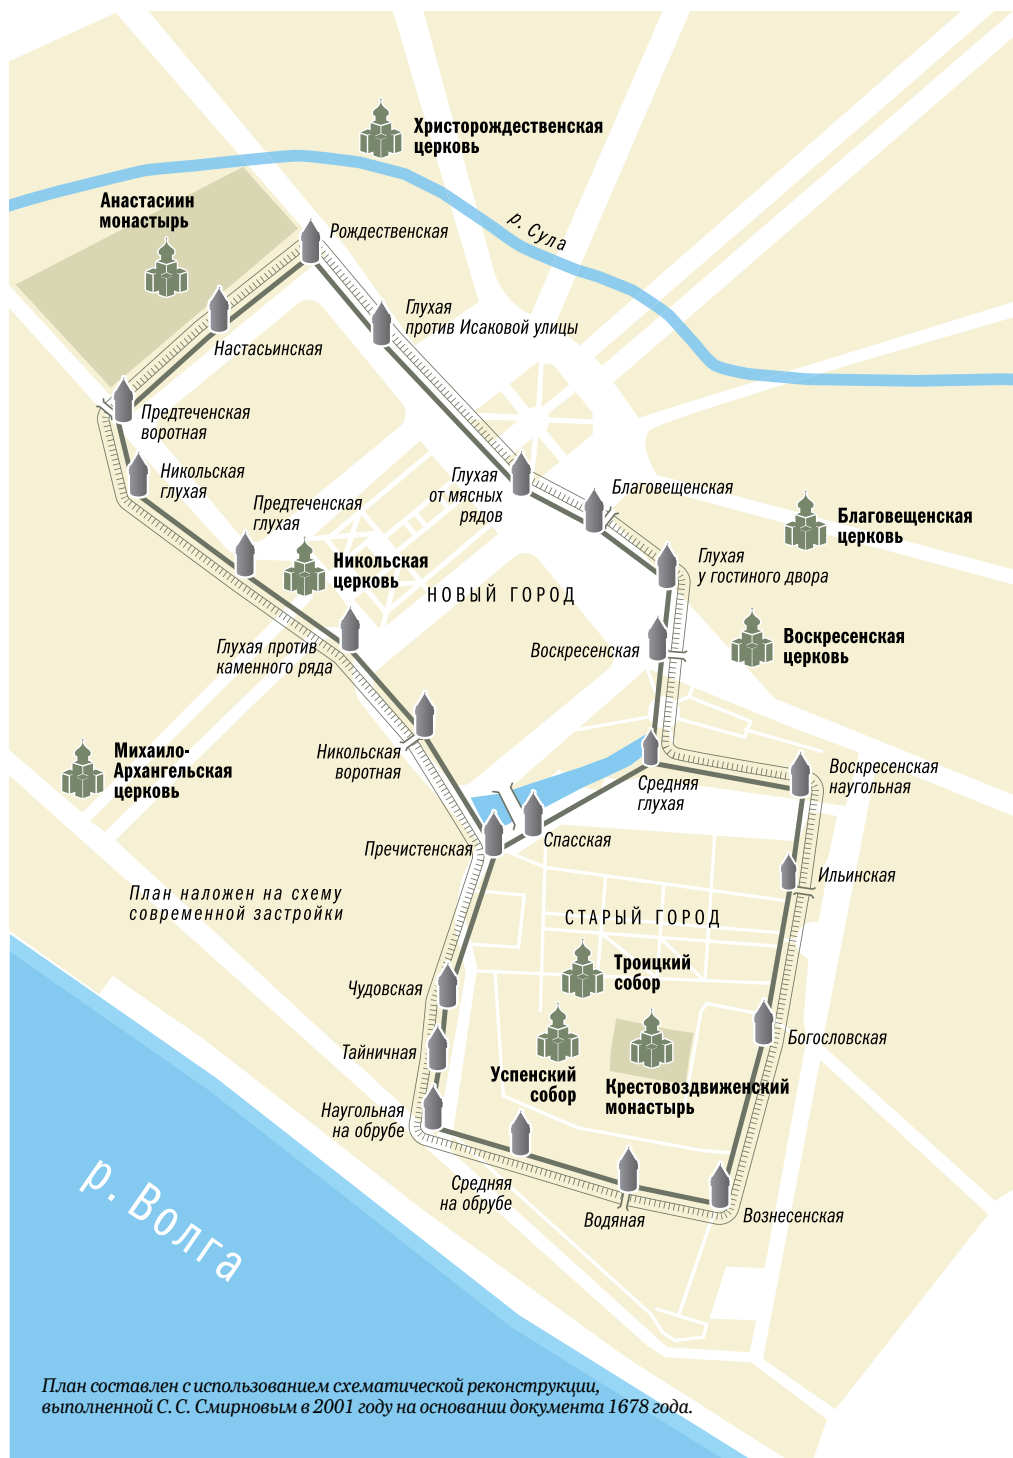 Христорождественская
церковь
Анастасиин
монастырь
р. Сула
Рождественская
Глухая
против Исаковой улицы
Настасьинская
Предтеченская
воротная
Никольская
глухая
Глухая
от мясных
рядов
Благовещенская
Предтеченская
глухая
Благовещенская
церковь
Никольская
церковь
Глухая
у гостиного двора
НОВЫЙ ГОРОД
Воскресенская
Воскресенская
церковь
Глухая против
каменного ряда
Никольская
воротная
Михаило-
Архангельская
церковь
Средняя
глухая
Воскресенская
наугольная
Пречистенская
Спасская
Ильинская
План наложен на схему
современной застройки
СТАРЫЙ ГОРОД
Троицкий
собор
Чудовская
Богословская
Тайничная
Успенский
собор
Крестовоздвиженский
монастырь
Наугольная
на обрубе
Средняя
на обрубе
Водяная
Вознесенская
р. Волга
План составлен с использованием схематической реконструкции,
выполненной С. С. Смирновым в 2001 году на основании документа 1678 года.